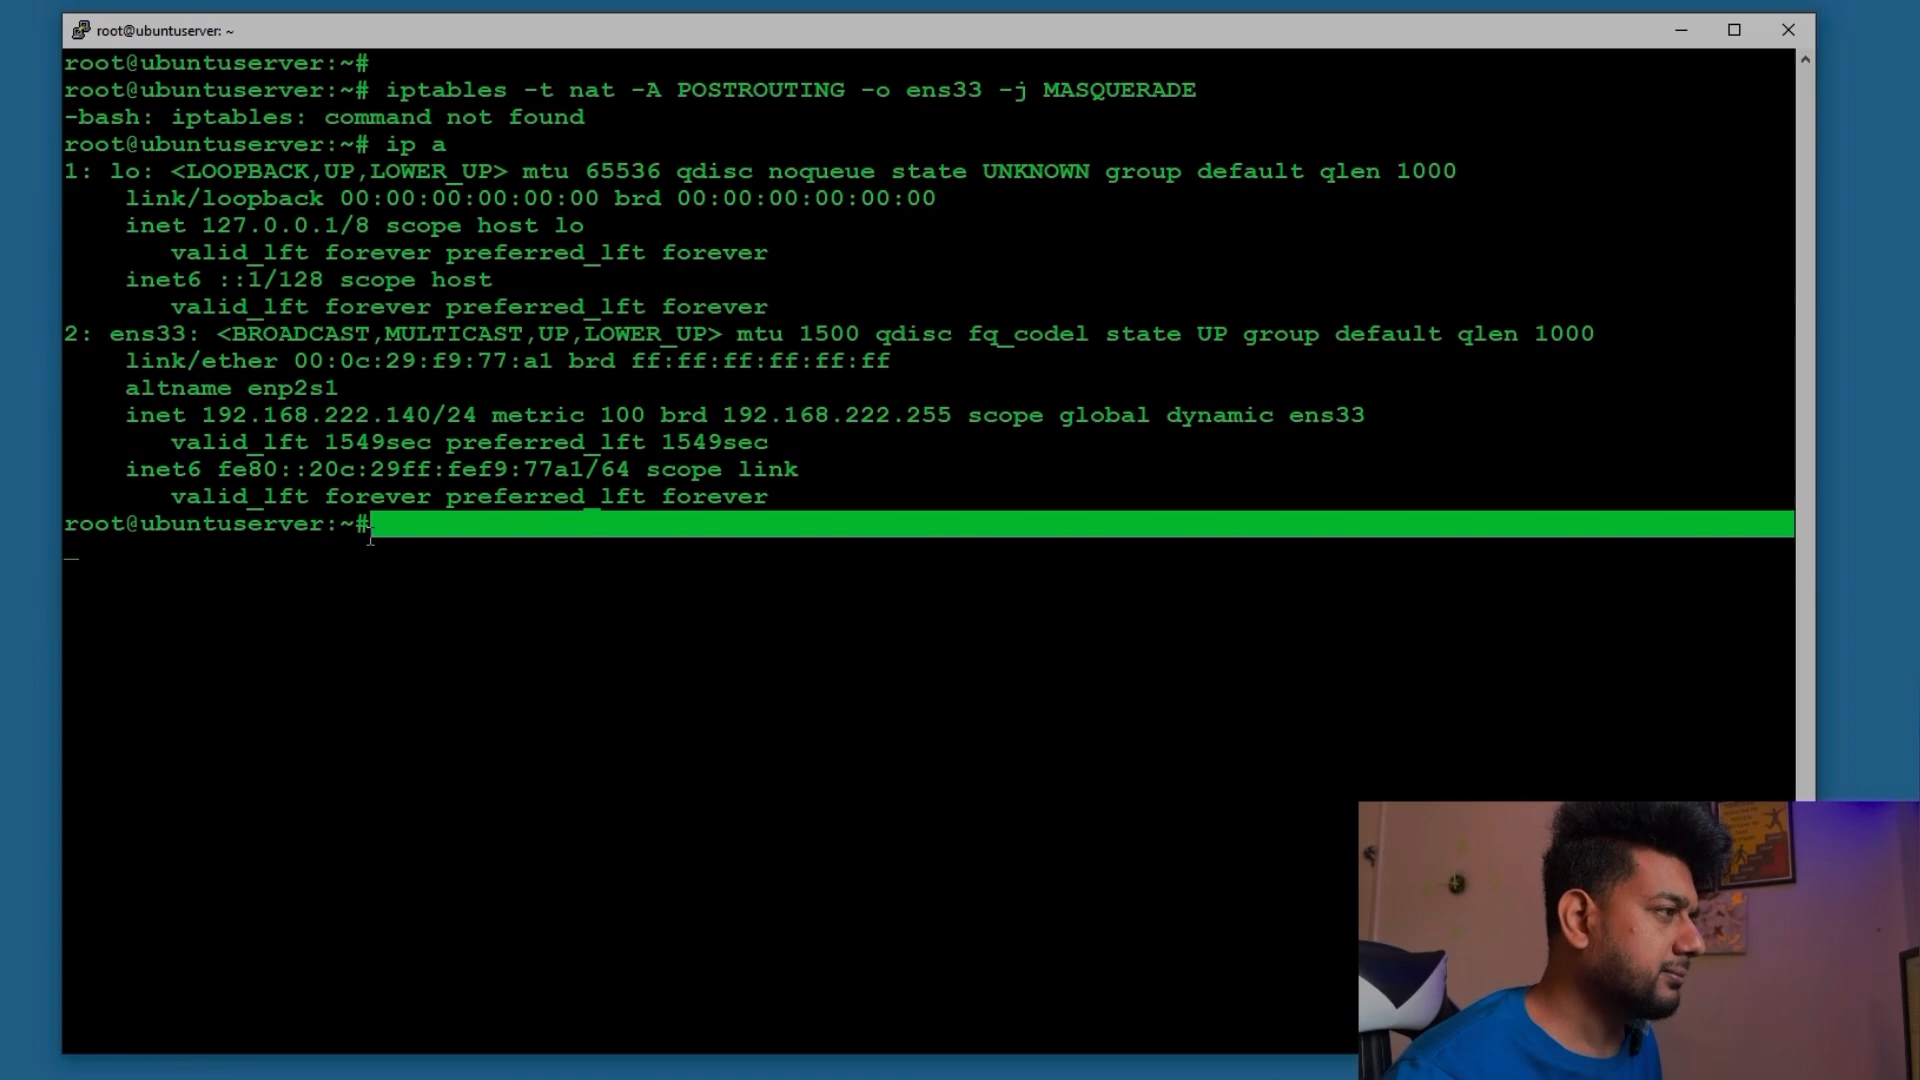 root@ubuntuserver: ~
root@ubuntuserver:~#
root@ubuntuserver:~# iptables -t nat -A POSTROUTING -o ens33 -j MASQUERADE
-bash: iptables: command not found
root@ubuntuserver:~# ip a
1: lo: <LOOPBACK,UP,LOWER_UP> mtu 65536 qdisc noqueue state UNKNOWN group default qlen 1000
    link/loopback 00:00:00:00:00:00 brd 00:00:00:00:00:00
    inet 127.0.0.1/8 scope host lo
       valid_lft forever preferred_lft forever
    inet6 ::1/128 scope host
       valid_lft forever preferred_lft forever
2: ens33: <BROADCAST,MULTICAST,UP,LOWER_UP> mtu 1500 qdisc fq_codel state UP group default qlen 1000
    link/ether 00:0c:29:f9:77:a1 brd ff:ff:ff:ff:ff:ff
    altname enp2s1
    inet 192.168.222.140/24 metric 100 brd 192.168.222.255 scope global dynamic ens33
       valid_lft 1549sec preferred_lft 1549sec
    inet6 fe80::20c:29ff:fef9:77a1/64 scope link
       valid_lft forever preferred_lft forever
root@ubuntuserver:~#